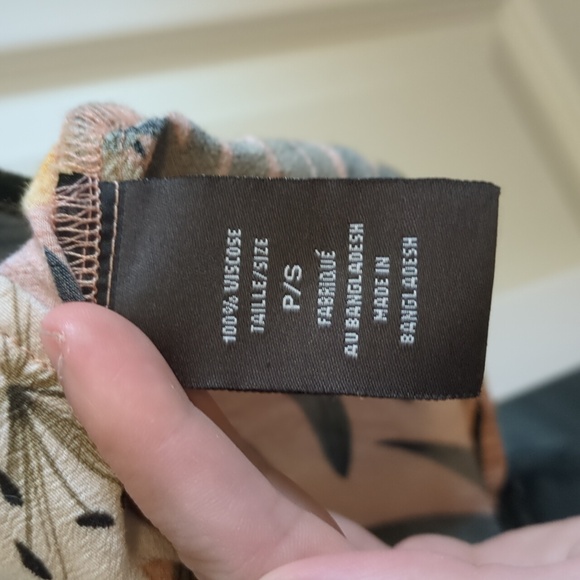 100% VISCOSE
TAILLE/SIZE
P/S
FABRIQUÉ
AU BANGLADESH
MADE IN
BANGLADESH